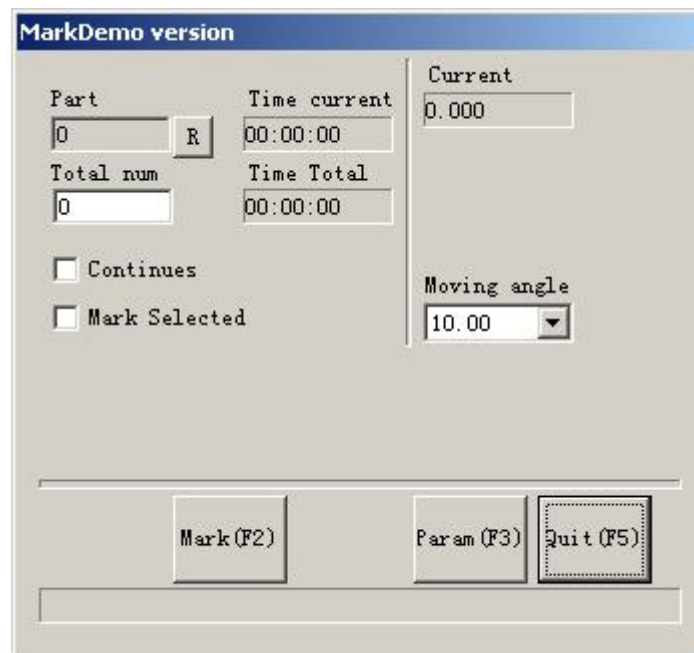 MarkDemo version
Part
0
R
Time current
00:00:00
Total num
0
Time Total
00:00:00
Continues
Mark Selected
Current
0.000
Moving angle
10.00
Mark(F2)
Param(F3)
Quit(F5)